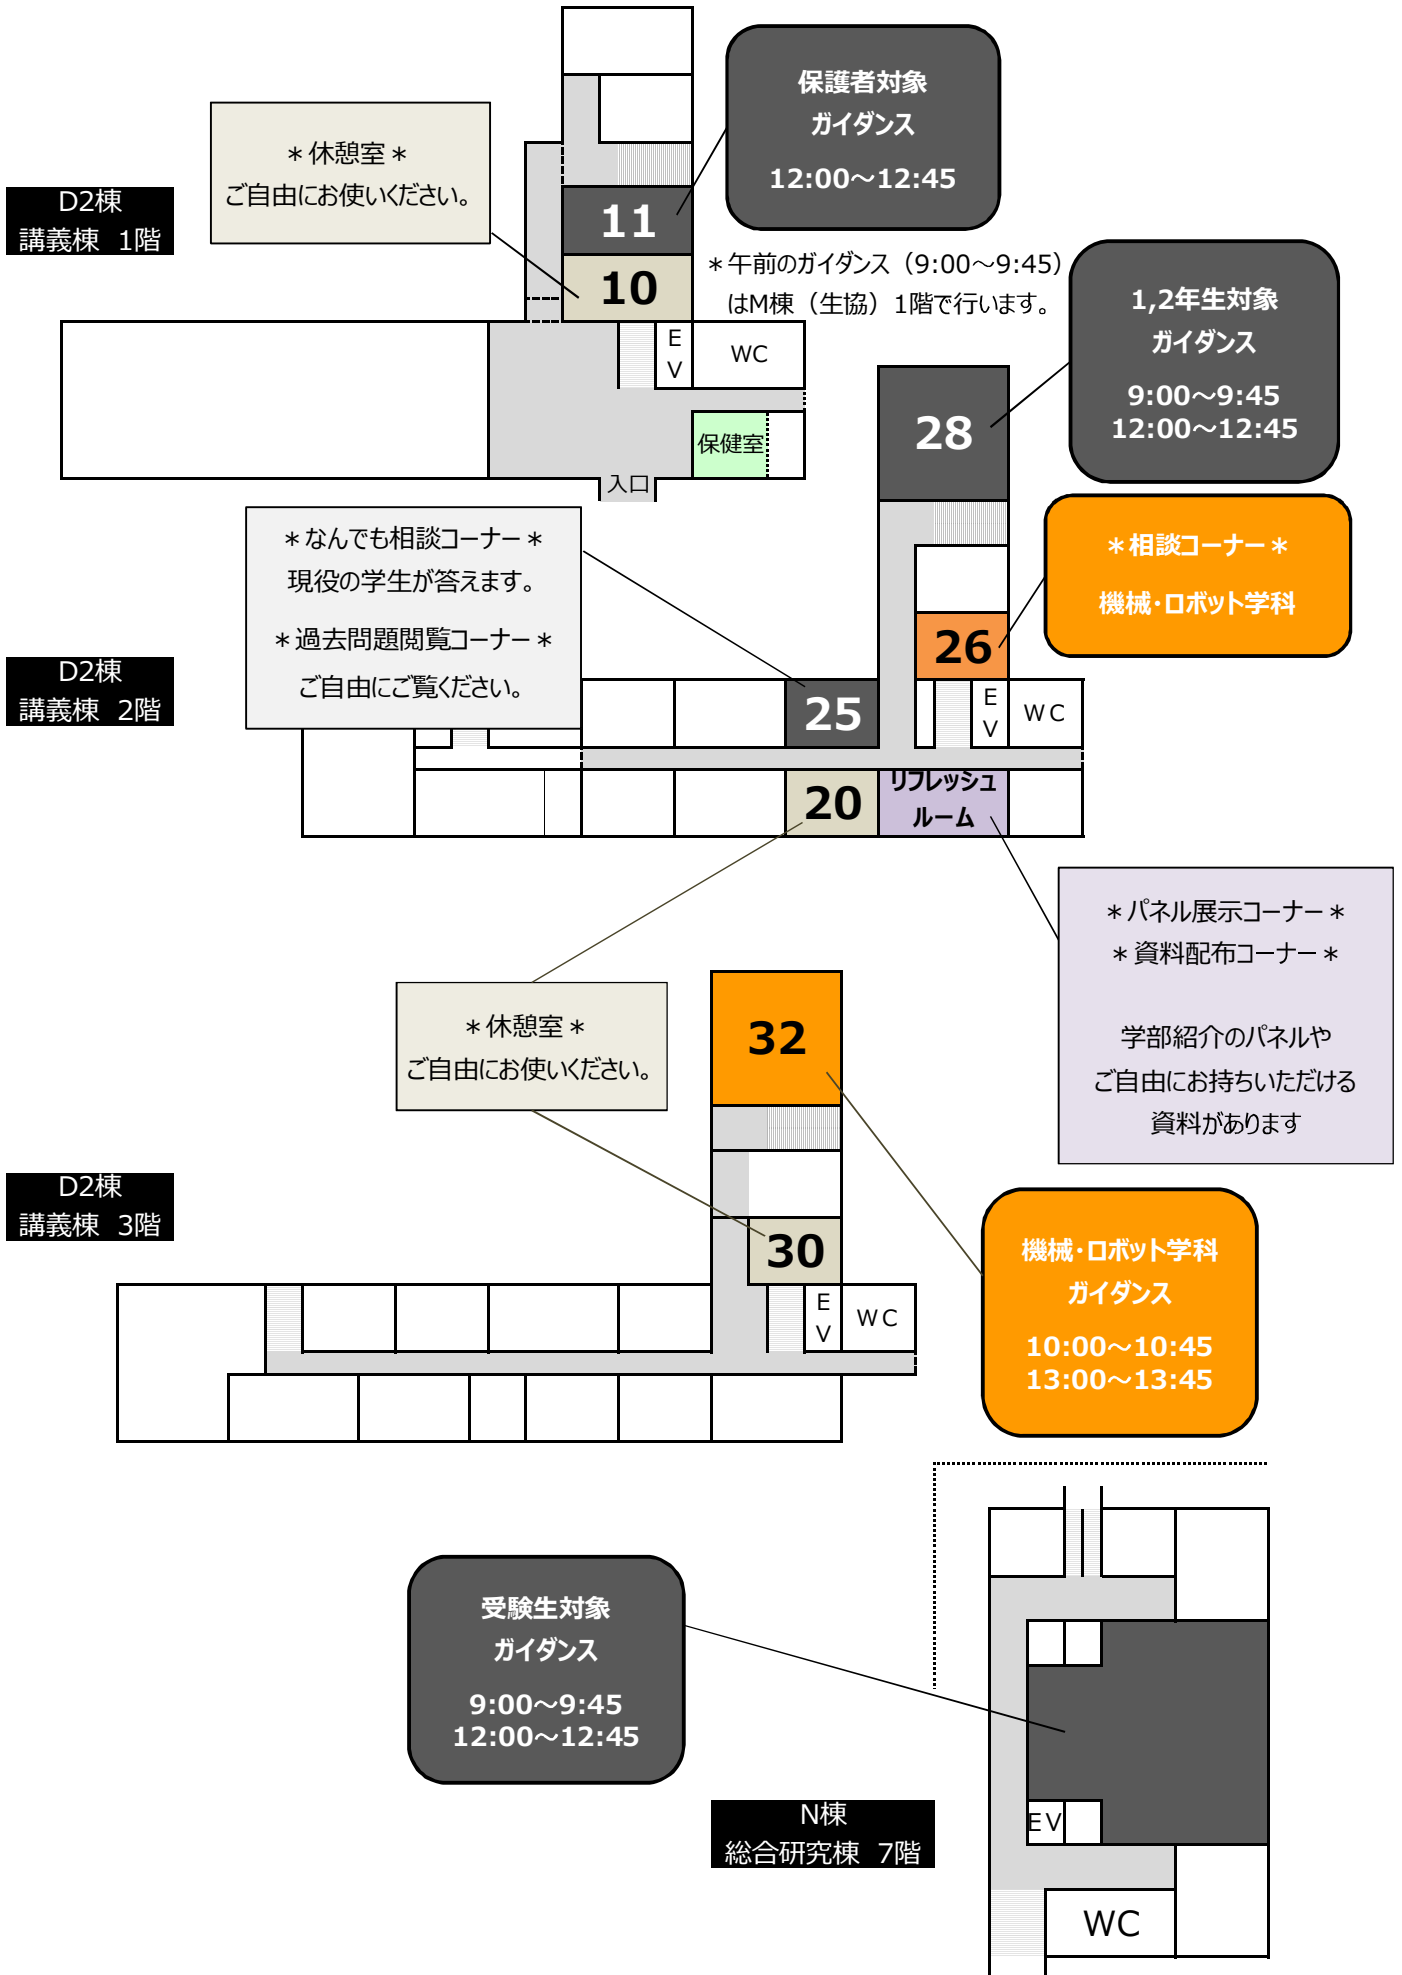 保護者対象
ガイダンス
12:00～12:45
＊休憩室＊
ご自由にお使いください。
D2棟
講義棟 1階
11
10
＊午前のガイダンス（9:00～9:45）
はM棟（生協）1階で行います。
E
V
WC
保健室
入口
1,2年生対象
ガイダンス
9:00～9:45
12:00～12:45
28
＊なんでも相談コーナー＊
現役の学生が答えます。
＊過去問題閲覧コーナー＊
ご自由にご覧ください。
＊相談コーナー＊
機械・ロボット学科
26
D2棟
講義棟 2階
25
E
V
WC
20
リフレッシュ
ルーム
＊パネル展示コーナー＊
＊資料配布コーナー＊
学部紹介のパネルや
ご自由にお持ちいただける
資料があります
＊休憩室＊
ご自由にお使いください。
32
D2棟
講義棟 3階
30
E
V
WC
機械・ロボット学科
ガイダンス
10:00～10:45
13:00～13:45
受験生対象
ガイダンス
9:00～9:45
12:00～12:45
N棟
総合研究棟 7階
EV
WC